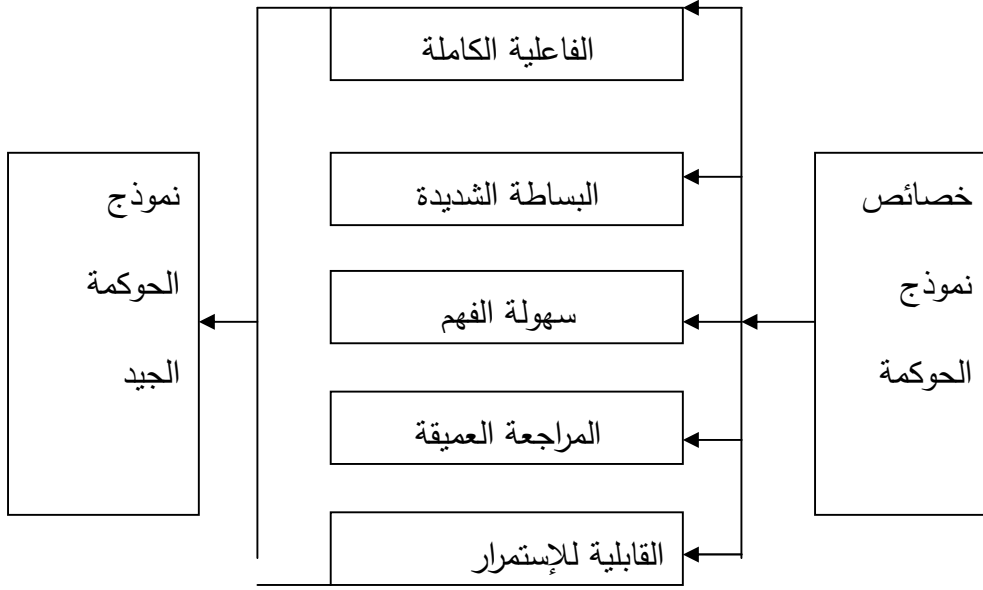 خصائص
نموذج
الحوكمة
الفاعلية الكاملة
البساطة الشديدة
سهولة الفهم
المراجعة العميقة
القابلية للإستمرار
نموذج
الحوكمة
الجيد